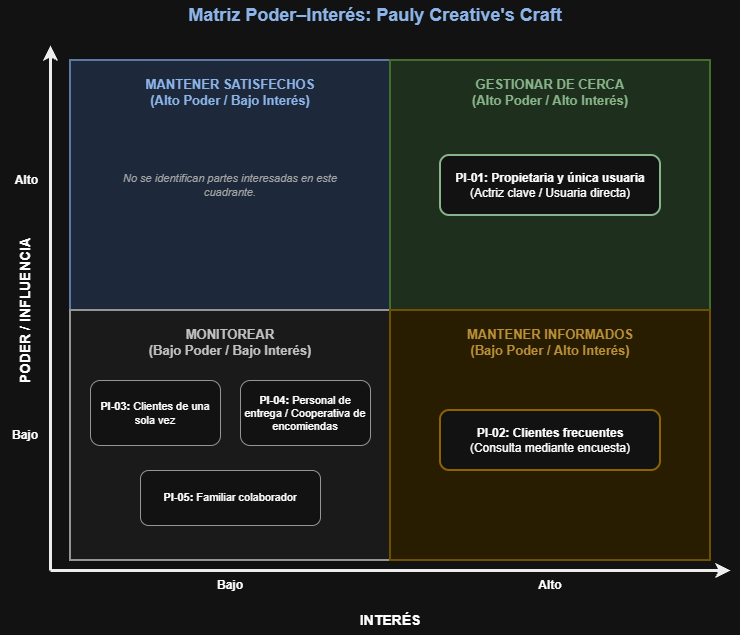 Matriz Poder–Interés: Pauly Creative's Craft
MANTENER SATISFECHOS
(Alto Poder / Bajo Interés)
No se identifican partes interesadas en este
cuadrante.
GESTIONAR DE CERCA
(Alto Poder / Alto Interés)
PI-01: Propietaria y única usuaria
(Actriz clave / Usuaria directa)
Alto
PODER / INFLUENCIA
Bajo
MONITOREAR
(Bajo Poder / Bajo Interés)
PI-03: Clientes de una
sola vez
PI-04: Personal de
entrega / Cooperativa de
encomiendas
PI-05: Familiar colaborador
MANTENER INFORMADOS
(Bajo Poder / Alto Interés)
PI-02: Clientes frecuentes
(Consulta mediante encuesta)
Bajo
Alto
INTERÉS